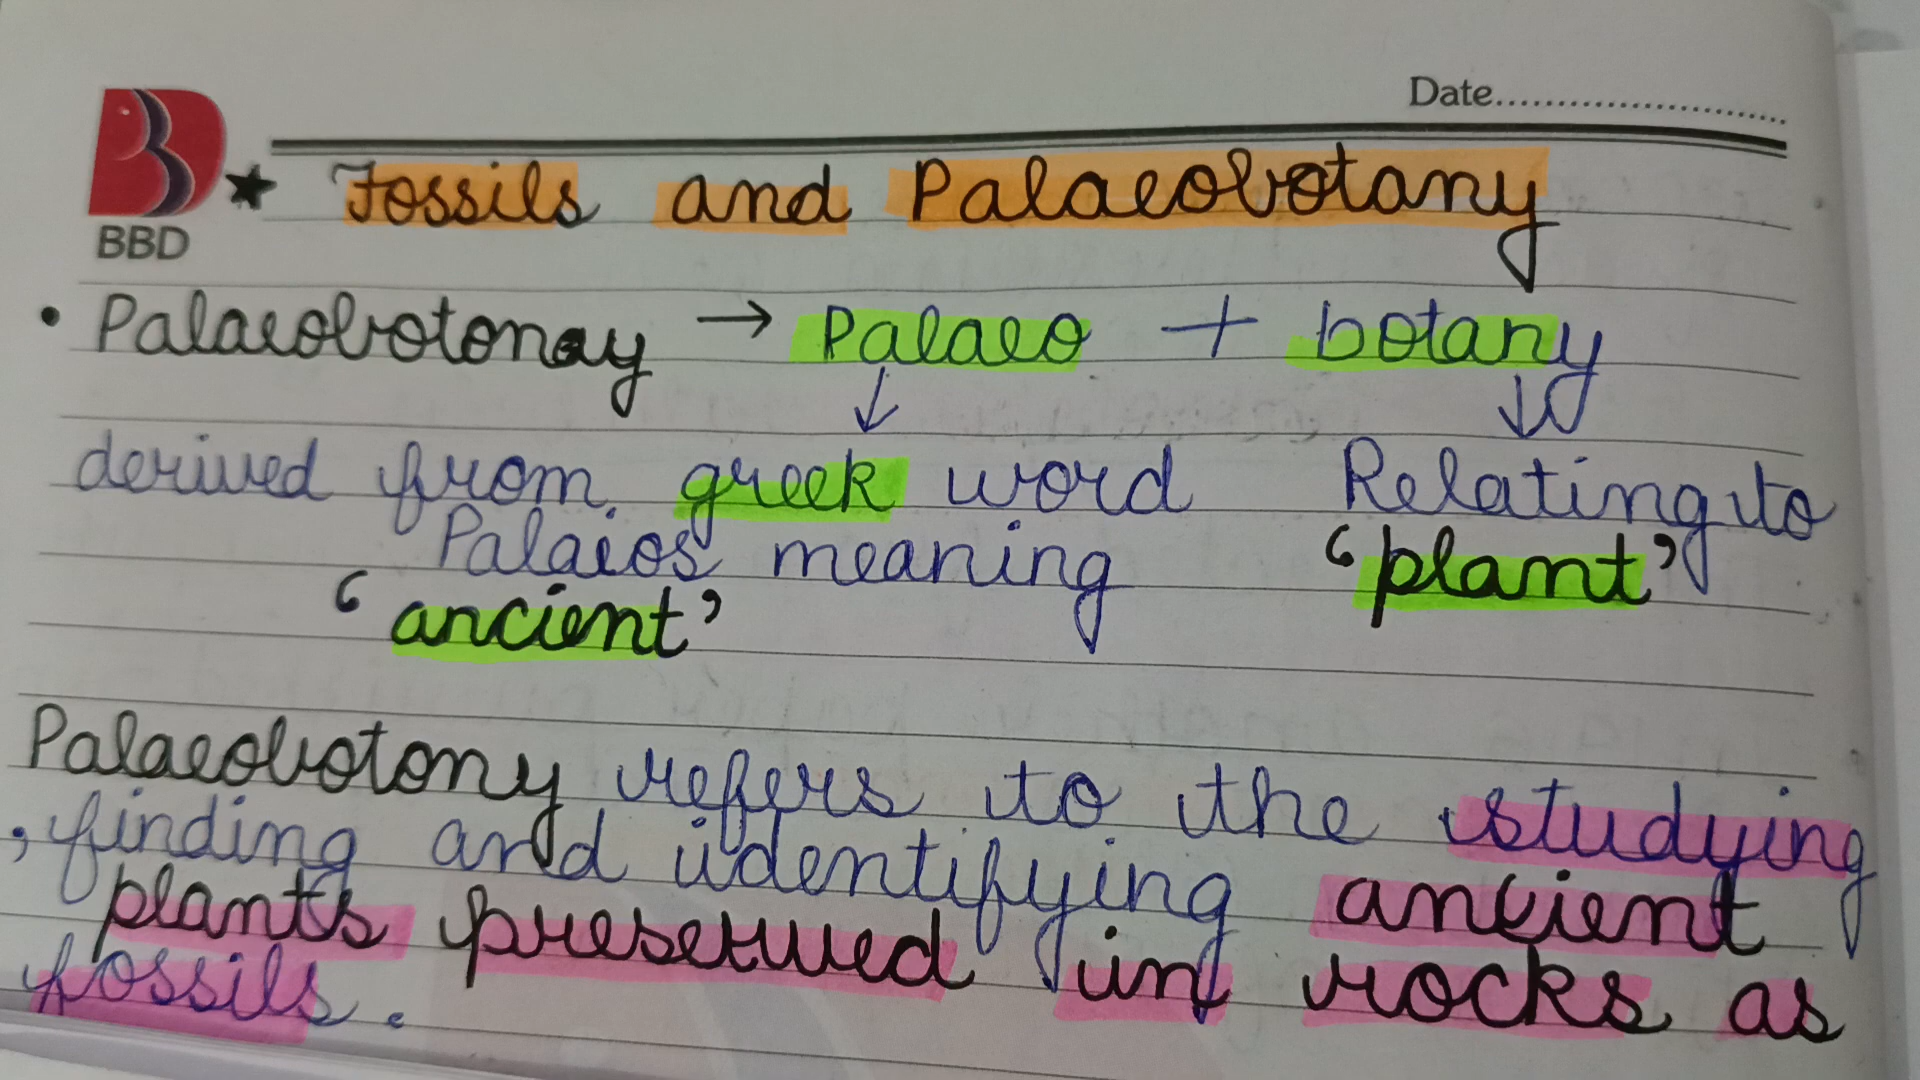 Date
BBD
★ Fossils and Palaeobotany
• Palaeobotonay → Palaeo + botany
↓ ↓
derived from greek word Relating to
Palaios meaning 'plant'
'ancient'
Palaeobotony refers to the studying
, finding and identifying ancient
plants preserved in rocks as
fossils.